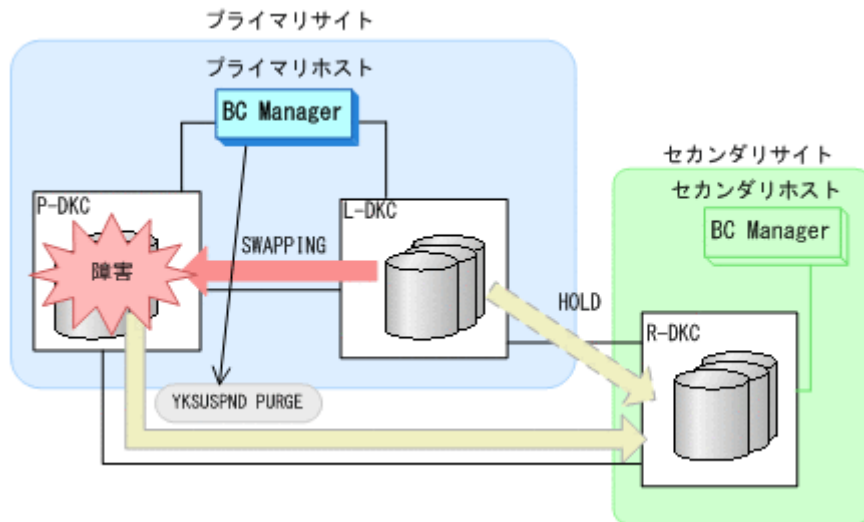 プライマリサイト
プライマリホスト
BC Manager
セカンダリサイト
セカンダリホスト
BC Manager
P-DKC
L-DKC
SWAPPING
障害
HOLD
R-DKC
YKSUSPND PURGE